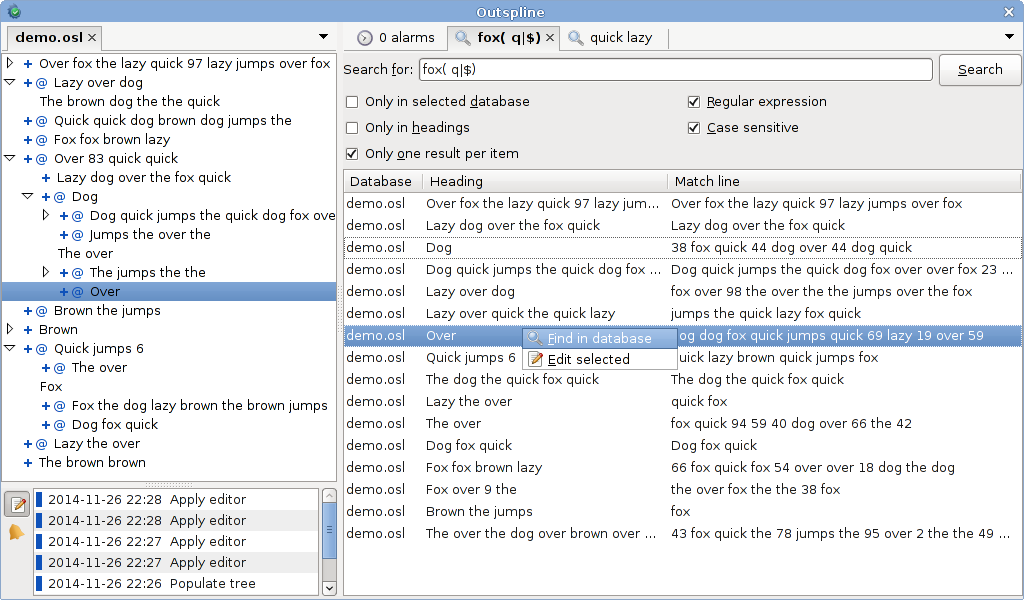 Outspline
demo.osl
Over fox the lazy quick 97 lazy jumps over fox
@ Lazy over dog
The brown dog the the quick
@ Quick quick dog brown dog jumps the
@ Fox fox brown lazy
@ Over 83 quick quick
Lazy dog over the fox quick
@ Dog
@ Dog quick jumps the quick dog fox ove
@ Jumps the over the
The over
@ The jumps the the
@ Over
@ Brown the jumps
Brown
@ Quick jumps 6
@ The over
Fox
@ Fox the dog lazy brown the brown jumps
@ Dog fox quick
@ Lazy the over
The brown brown
2014-11-26 22:28 Apply editor
2014-11-26 22:28 Apply editor
2014-11-26 22:27 Apply editor
2014-11-26 22:27 Apply editor
2014-11-26 22:26 Populate tree
0 alarms
fox( q|$)
quick lazy
Search for: fox( q|$) Search
Only in selected database
Regular expression
Only in headings
Case sensitive
Only one result per item
Database Heading Match line
demo.osl Over fox the lazy quick 97 lazy jum... Over fox the lazy quick 97 lazy jumps over fox
demo.osl Lazy dog over the fox quick Lazy dog over the fox quick
demo.osl Dog 38 fox quick 44 dog over 44 dog quick
demo.osl Dog quick jumps the quick dog fox ... Dog quick jumps the quick dog fox over over fox 23 ...
demo.osl Lazy over dog fox over 98 the over the the jumps over the fox
demo.osl Lazy over quick the quick lazy jumps the quick lazy fox quick
demo.osl Over dog fox quick jumps quick 69 lazy 19 over 59
demo.osl Quick jumps 6 lazy brown quick jumps fox
demo.osl The dog the quick fox quick The dog the quick fox quick
demo.osl Lazy the over quick fox
demo.osl The over fox quick 94 59 40 dog over 66 the 42
demo.osl Dog fox quick Dog fox quick
demo.osl Fox fox brown lazy 66 fox quick fox 54 over over 18 dog the dog
demo.osl Fox over 9 the the over fox the the 38 fox
demo.osl Brown the jumps fox
demo.osl The over the dog over brown over ... 43 fox quick the 78 jumps the 95 over 2 the the 49 ...
Find in database
Edit selected